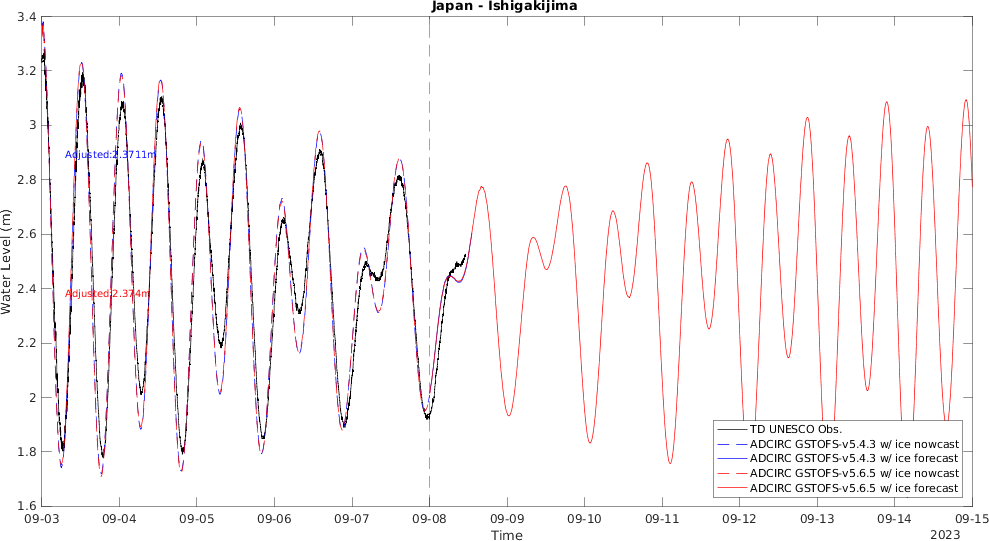 Japan - Ishigakijima
3.4
3.2
3
2.8
2.6
2.4
2.2
2
1.8
1.6
Water Level (m)
Adjusted:2.3711m
Adjusted:2.374m
TD UNESCO Obs.
ADCIRC GSTOFS-v5.4.3 w/ ice nowcast
ADCIRC GSTOFS-v5.4.3 w/ ice forecast
ADCIRC GSTOFS-v5.6.5 w/ ice nowcast
ADCIRC GSTOFS-v5.6.5 w/ ice forecast
09-03 09-04 09-05 09-06 09-07 09-08 09-09 09-10 09-11 09-12 09-13 09-14 09-15
Time
2023